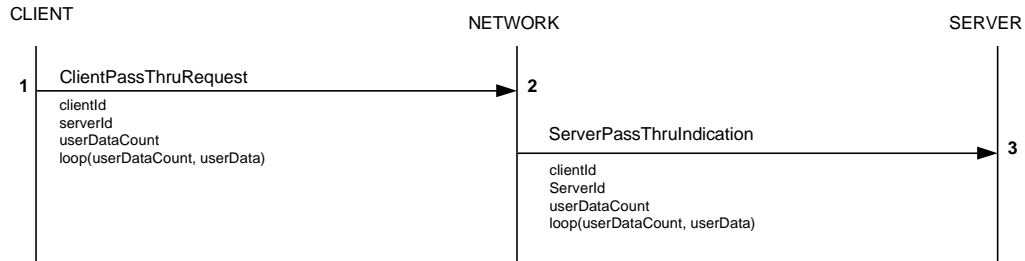 CLIENT
NETWORK
SERVER
1
ClientPassThruRequest
2
clientId
serverId
userDataCount
loop(userDataCount, userData)
ServerPassThruIndication
3
clientId
ServerId
userDataCount
loop(userDataCount, userData)